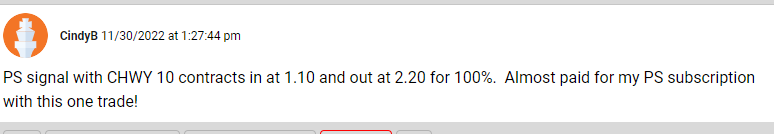 CindyB 11/30/2022 at 1:27:44 pm
PS signal with CHWY 10 contracts in at 1.10 and out at 2.20 for 100%.  Almost paid for my PS subscription
with this one trade!